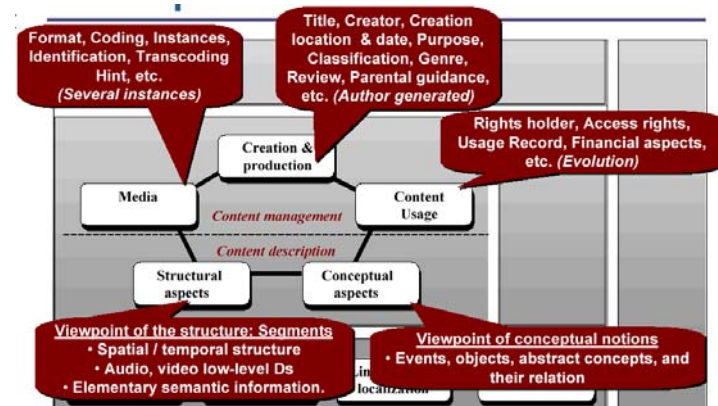 Format, Coding, Instances,
Identification, Transcoding
Hint, etc.
(Several instances)
Title, Creator, Creation
location & date, Purpose,
Classification, Genre,
Review, Parental guidance,
etc. (Author generated)
Rights holder, Access rights,
Usage Record, Financial aspects,
etc. (Evolution)
Creation &
production
Media
Content
Usage
Content management
Content description
Structural
aspects
Conceptual
aspects
Viewpoint of the structure: Segments
• Spatial / temporal structure
• Audio, video low-level Ds
• Elementary semantic information.
Viewpoint of conceptual notions
• Events, objects, abstract concepts, and
their relation
localization